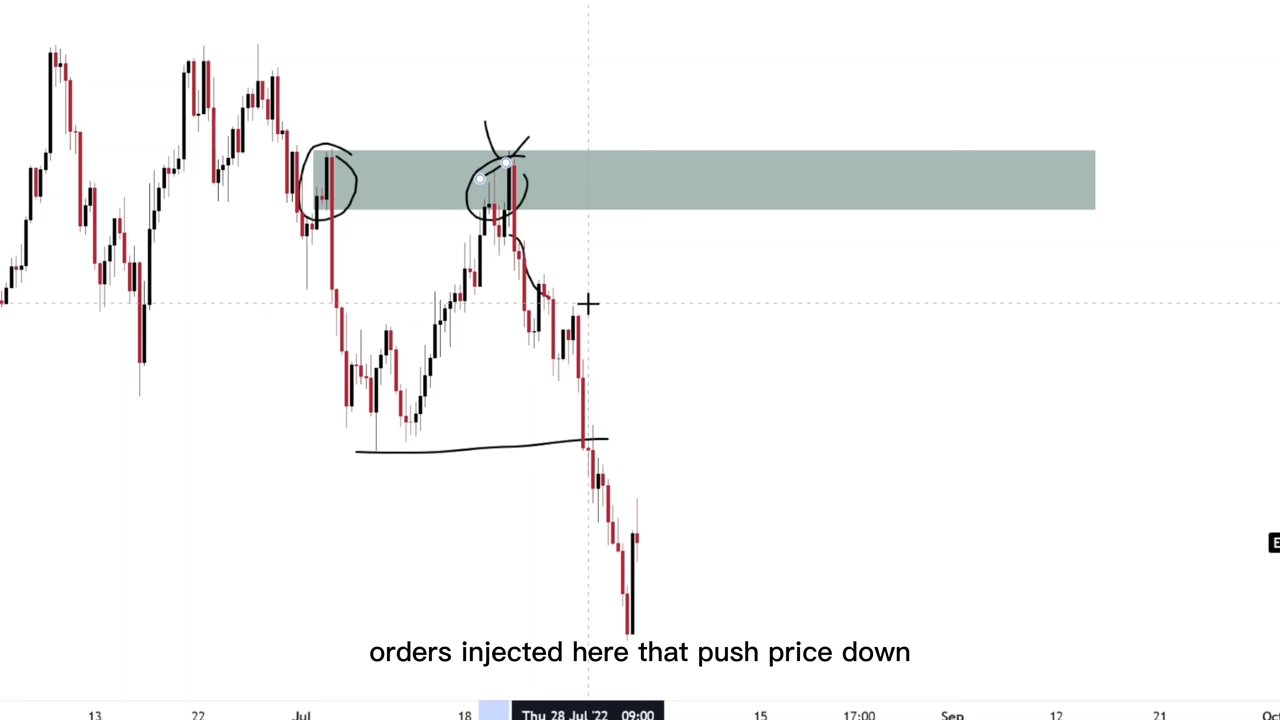 E
orders injected here that push price down
13 22 Jul 18 Thu 28 Jul '22 09:00 15 17:00 Sep 12 21 Oct